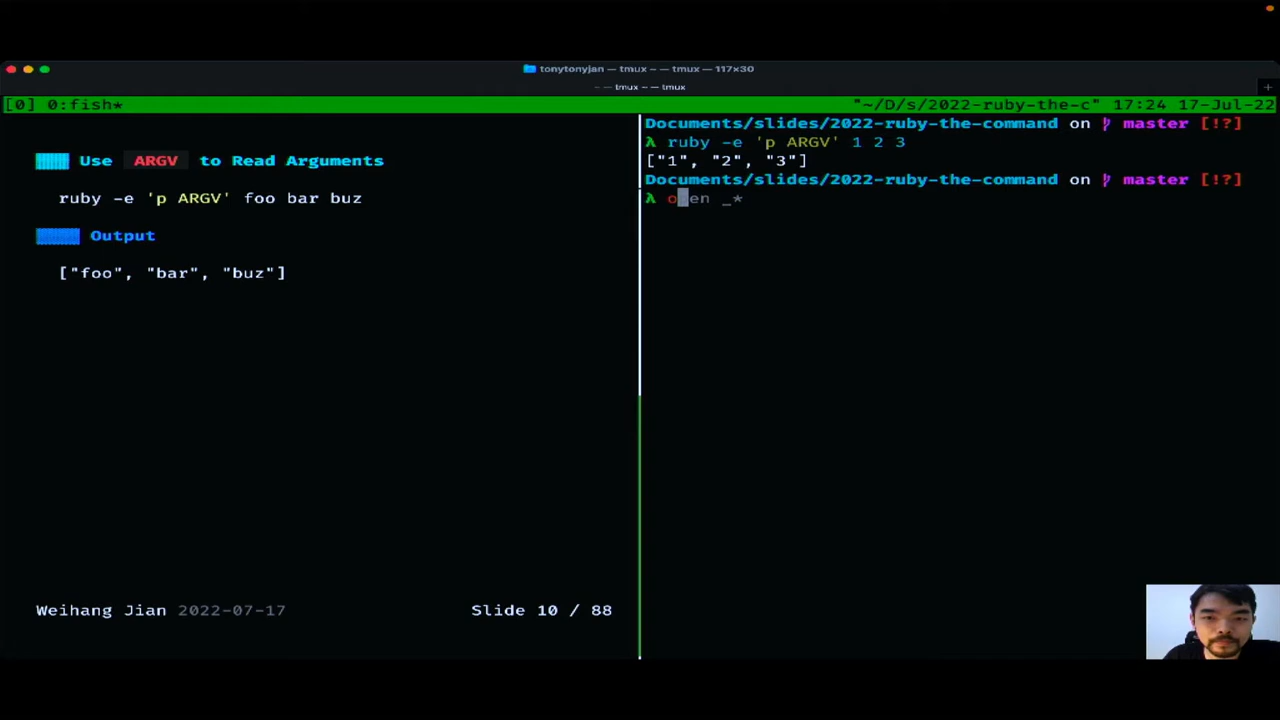 tonytonyjan — tmux ‹ — tmux — 117×30
~ — tmux ‹ — tmux
+
[0] 0:fish* "~/D/s/2022-ruby-the-c" 17:24 17-Jul-22
Use ARGV to Read Arguments
ruby -e 'p ARGV' foo bar buz
Output
["foo", "bar", "buz"]
Weihang Jian 2022-07-17 Slide 10 / 88
Documents/slides/2022-ruby-the-command on master [!?]
λ ruby -e 'p ARGV' 1 2 3
["1", "2", "3"]
Documents/slides/2022-ruby-the-command on master [!?]
λ open _*